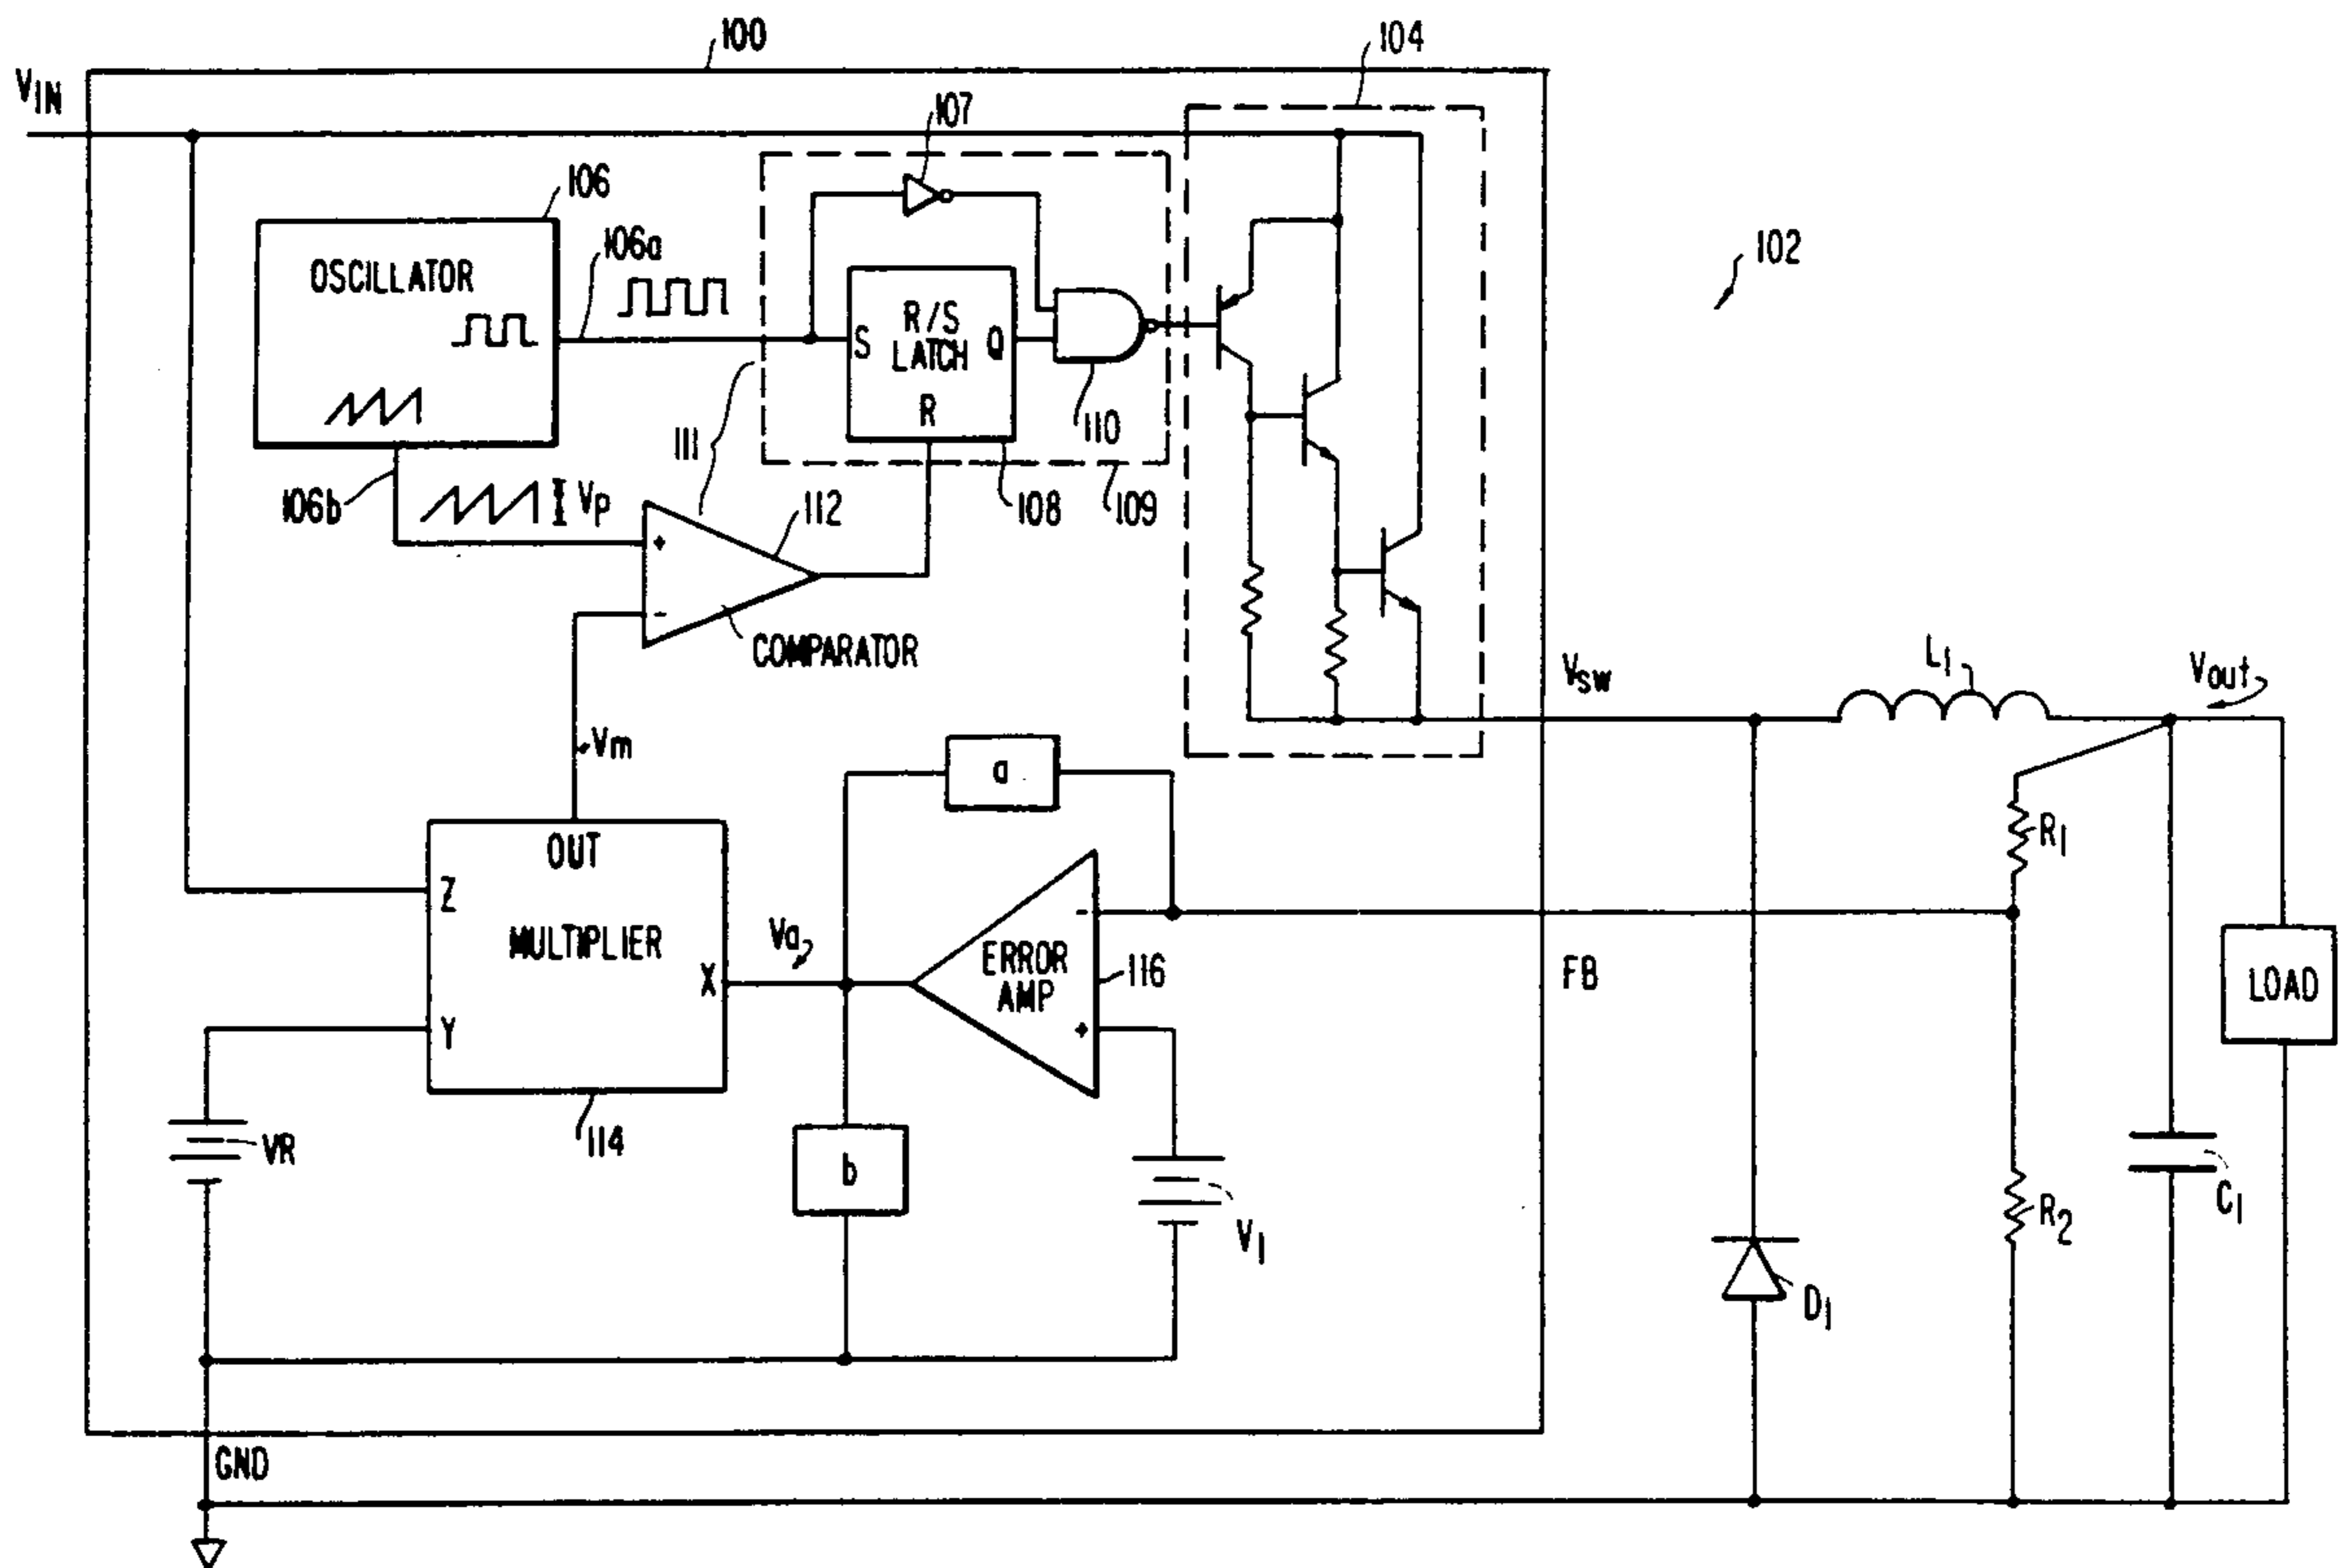 100
104
VIN
107
106
106a
102
OSCILLATOR
S
R/S
LATCH
Q
R
110
111
106b
VP
112
108
109
+
-
COMPARATOR
VSW
L1
Vout
Vm
a
R1
OUT
Z
MULTIPLIER
X
Y
Va
ERROR
AMP
-
+
116
FB
LOAD
VR
114
b
V1
R2
C1
D1
GND